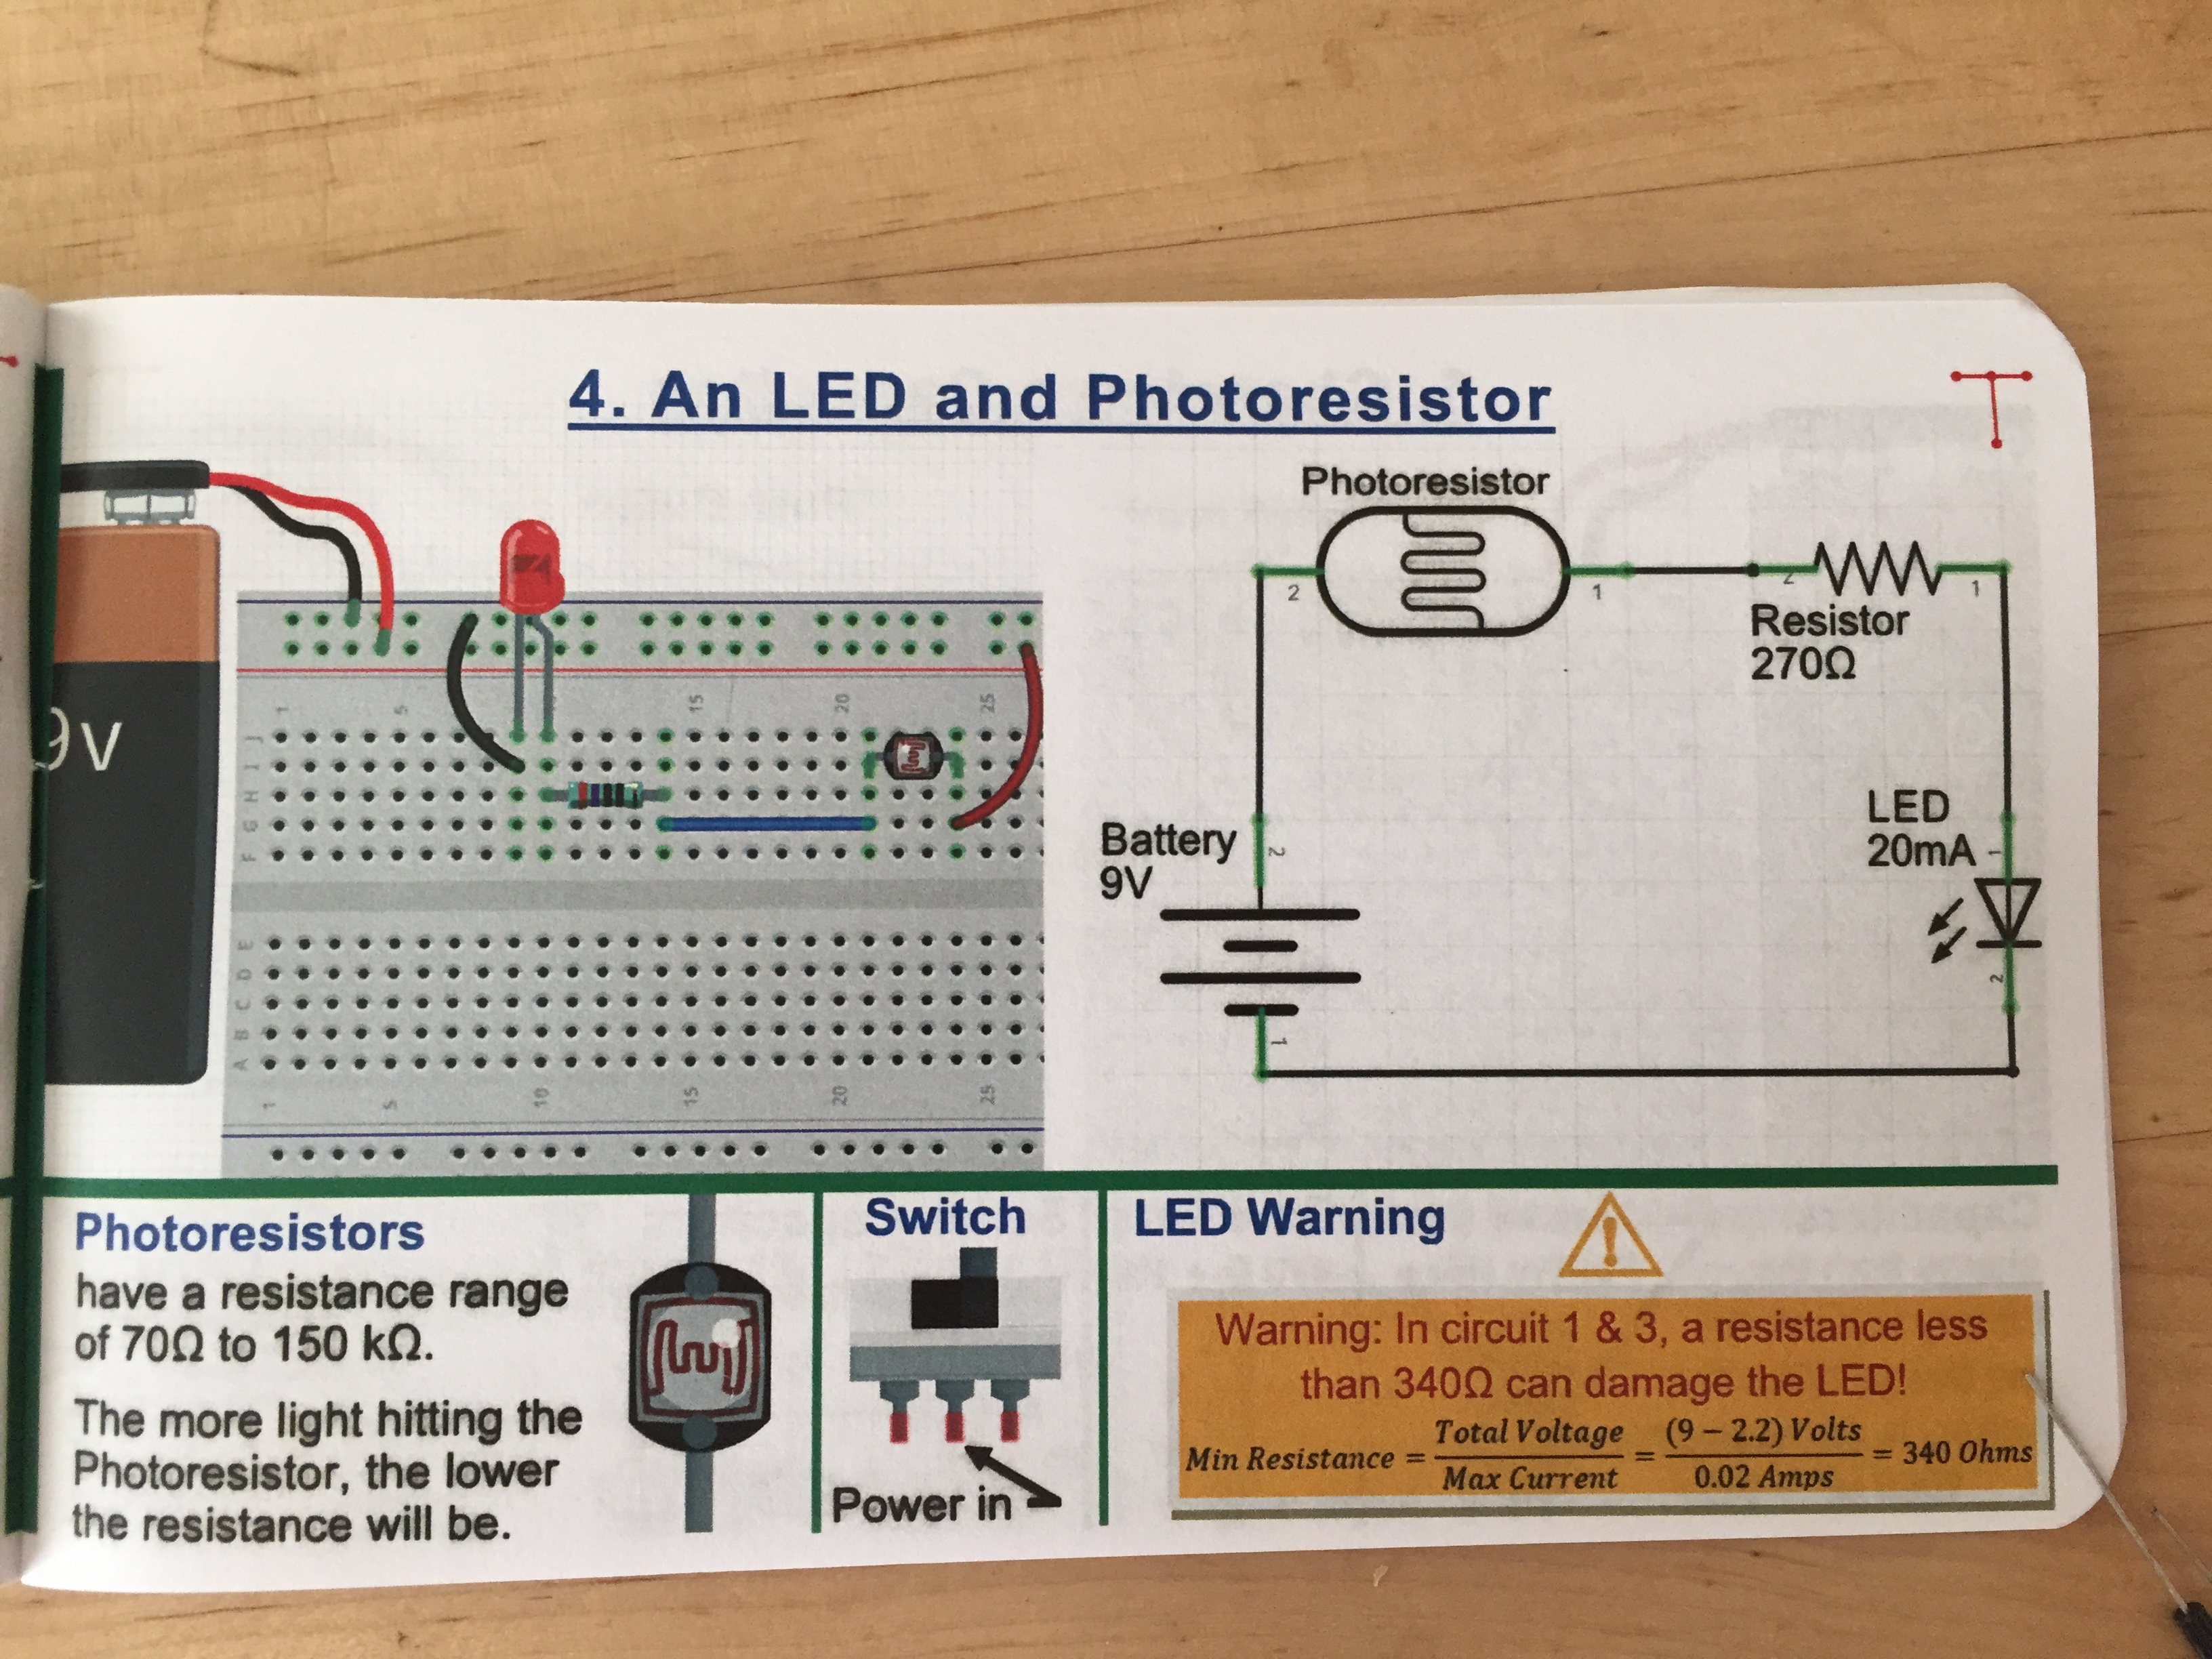 4. An LED and Photoresistor
9v
1 5 15 20 25
J
I
H
G
F
E
D
C
B
A
1 5 10 15 20 25
Photoresistor
2 1 2 1
Resistor
270Ω
Battery
9V
2
1
LED
20mA
1
2
Photoresistors
have a resistance range
of 70Ω to 150 kΩ.
The more light hitting the
Photoresistor, the lower
the resistance will be.
Switch
Power in
LED Warning
!
Warning: In circuit 1 & 3, a resistance less
than 340Ω can damage the LED!
Min Resistance = Total Voltage / Max Current = (9 − 2.2) Volts / 0.02 Amps = 340 Ohms